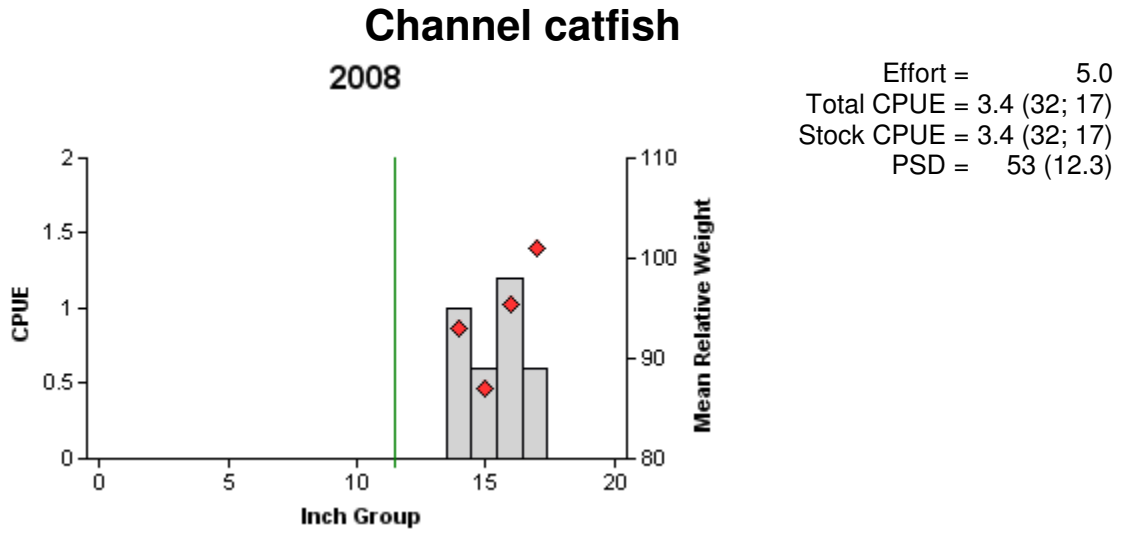 Channel catfish
2008
Effort = 5.0
Total CPUE = 3.4 (32; 17)
Stock CPUE = 3.4 (32; 17)
PSD = 53 (12.3)
2
1.5
1
0.5
0
CPUE
110
100
90
80
Mean Relative Weight
0 5 10 15 20
Inch Group